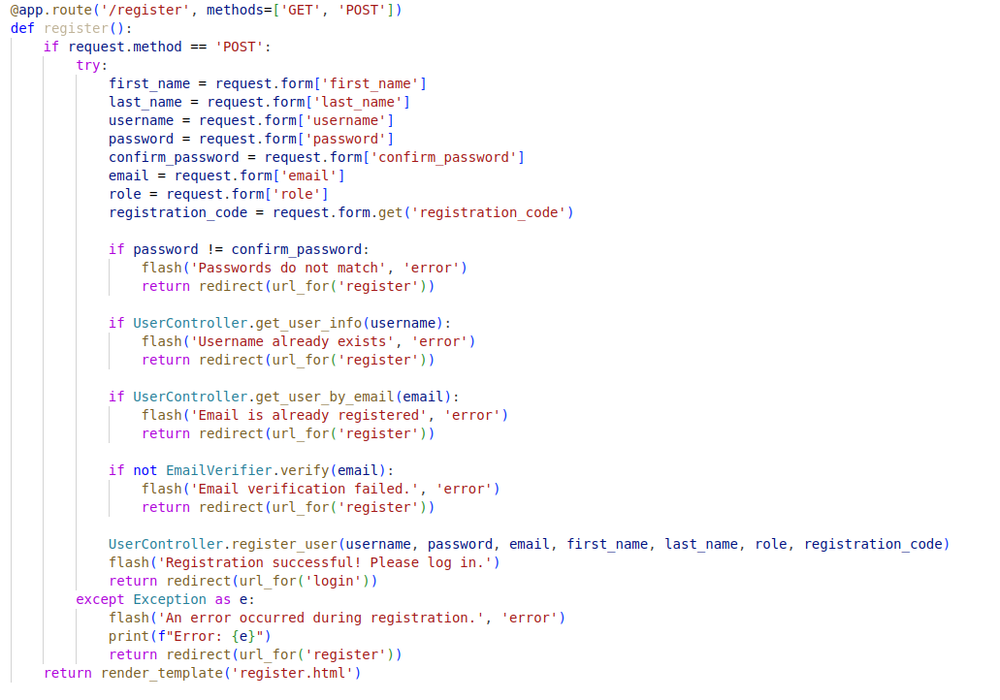 @app.route('/register', methods=['GET', 'POST'])
def register():
    if request.method == 'POST':
        try:
            first_name = request.form['first_name']
            last_name = request.form['last_name']
            username = request.form['username']
            password = request.form['password']
            confirm_password = request.form['confirm_password']
            email = request.form['email']
            role = request.form['role']
            registration_code = request.form.get('registration_code')

            if password != confirm_password:
                flash('Passwords do not match', 'error')
                return redirect(url_for('register'))

            if UserController.get_user_info(username):
                flash('Username already exists', 'error')
                return redirect(url_for('register'))

            if UserController.get_user_by_email(email):
                flash('Email is already registered', 'error')
                return redirect(url_for('register'))

            if not EmailVerifier.verify(email):
                flash('Email verification failed.', 'error')
                return redirect(url_for('register'))

            UserController.register_user(username, password, email, first_name, last_name, role, registration_code)
            flash('Registration successful! Please log in.')
            return redirect(url_for('login'))
        except Exception as e:
            flash('An error occurred during registration.', 'error')
            print(f"Error: {e}")
            return redirect(url_for('register'))
    return render_template('register.html')